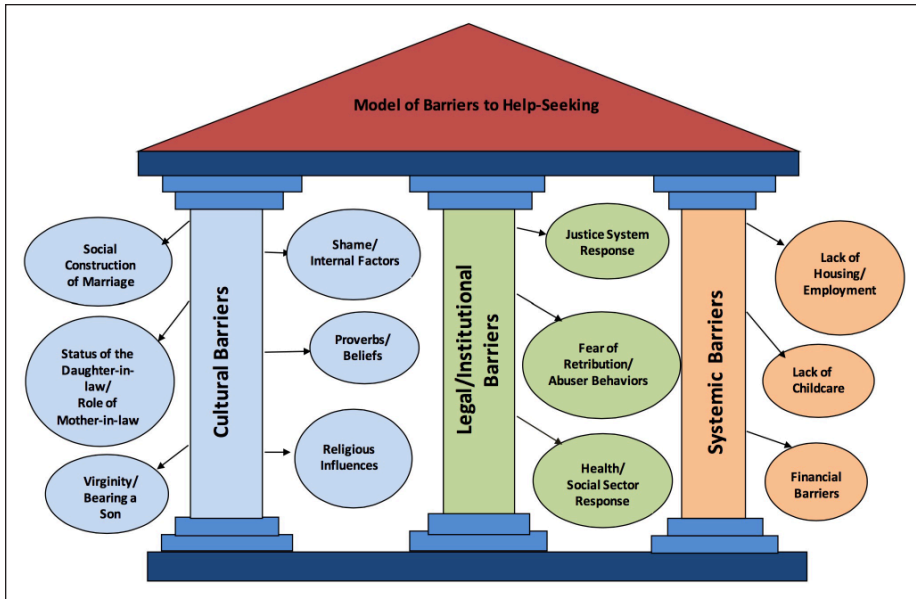 Model of Barriers to Help-Seeking
Cultural Barriers
Social
Construction
of Marriage
Status of the
Daughter-in-
law/
Role of
Mother-in-law
Virginity/
Bearing a
Son
Shame/
Internal Factors
Proverbs/
Beliefs
Religious
Influences
Legal/Institutional
Barriers
Justice System
Response
Fear of
Retribution/
Abuser Behaviors
Health/
Social Sector
Response
Systemic Barriers
Lack of
Housing/
Employment
Lack of
Childcare
Financial
Barriers